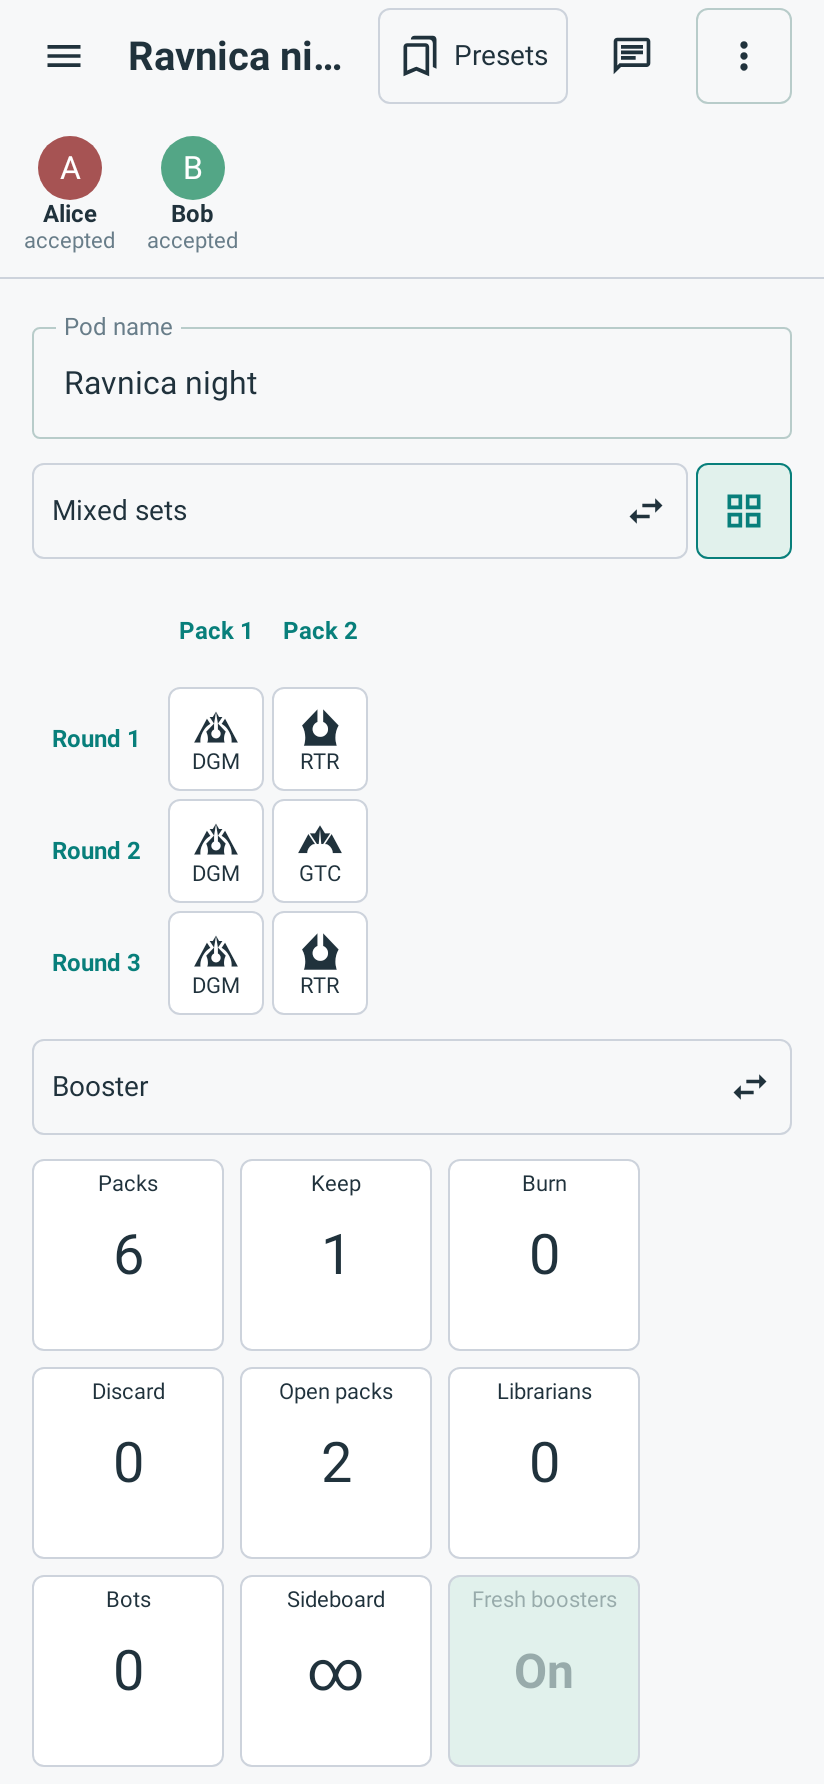 Ravnica ni...
Presets
A
B
Alice
Bob
accepted
accepted
Pod name
Ravnica night
Mixed sets
Pack 1
Pack 2
Round 1
DGM
RTR
Round 2
DGM
GTC
Round 3
DGM
RTR
Booster
Packs
Keep
Burn
6
1
0
Discard
Open packs
Librarians
0
2
0
Bots
Sideboard
Fresh boosters
0
∞
On